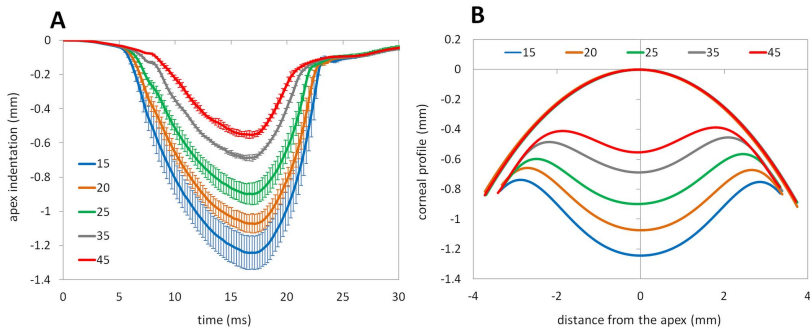 A
0
-0.2
-0.4
-0.6
-0.8
-1
-1.2
-1.4
apex indentation (mm)
15
20
25
35
45
0 5 10 15 20 25 30
time (ms)
B
0.2
0
-0.2
-0.4
-0.6
-0.8
-1
-1.2
-1.4
corneal profile (mm)
15 20 25 35 45
-4 -2 0 2 4
distance from the apex (mm)